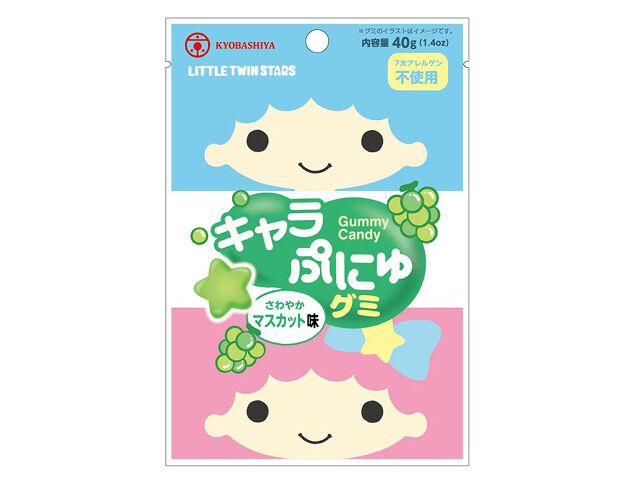 KYOBASHIYA
LITTLE TWIN STARS
※グミのイラストはイメージです。
内容量 40g (1.4oz)
7大アレルゲン
不使用
キャラ
Gummy
Candy
ぷにゅ
グミ
さわやか
マスカット味